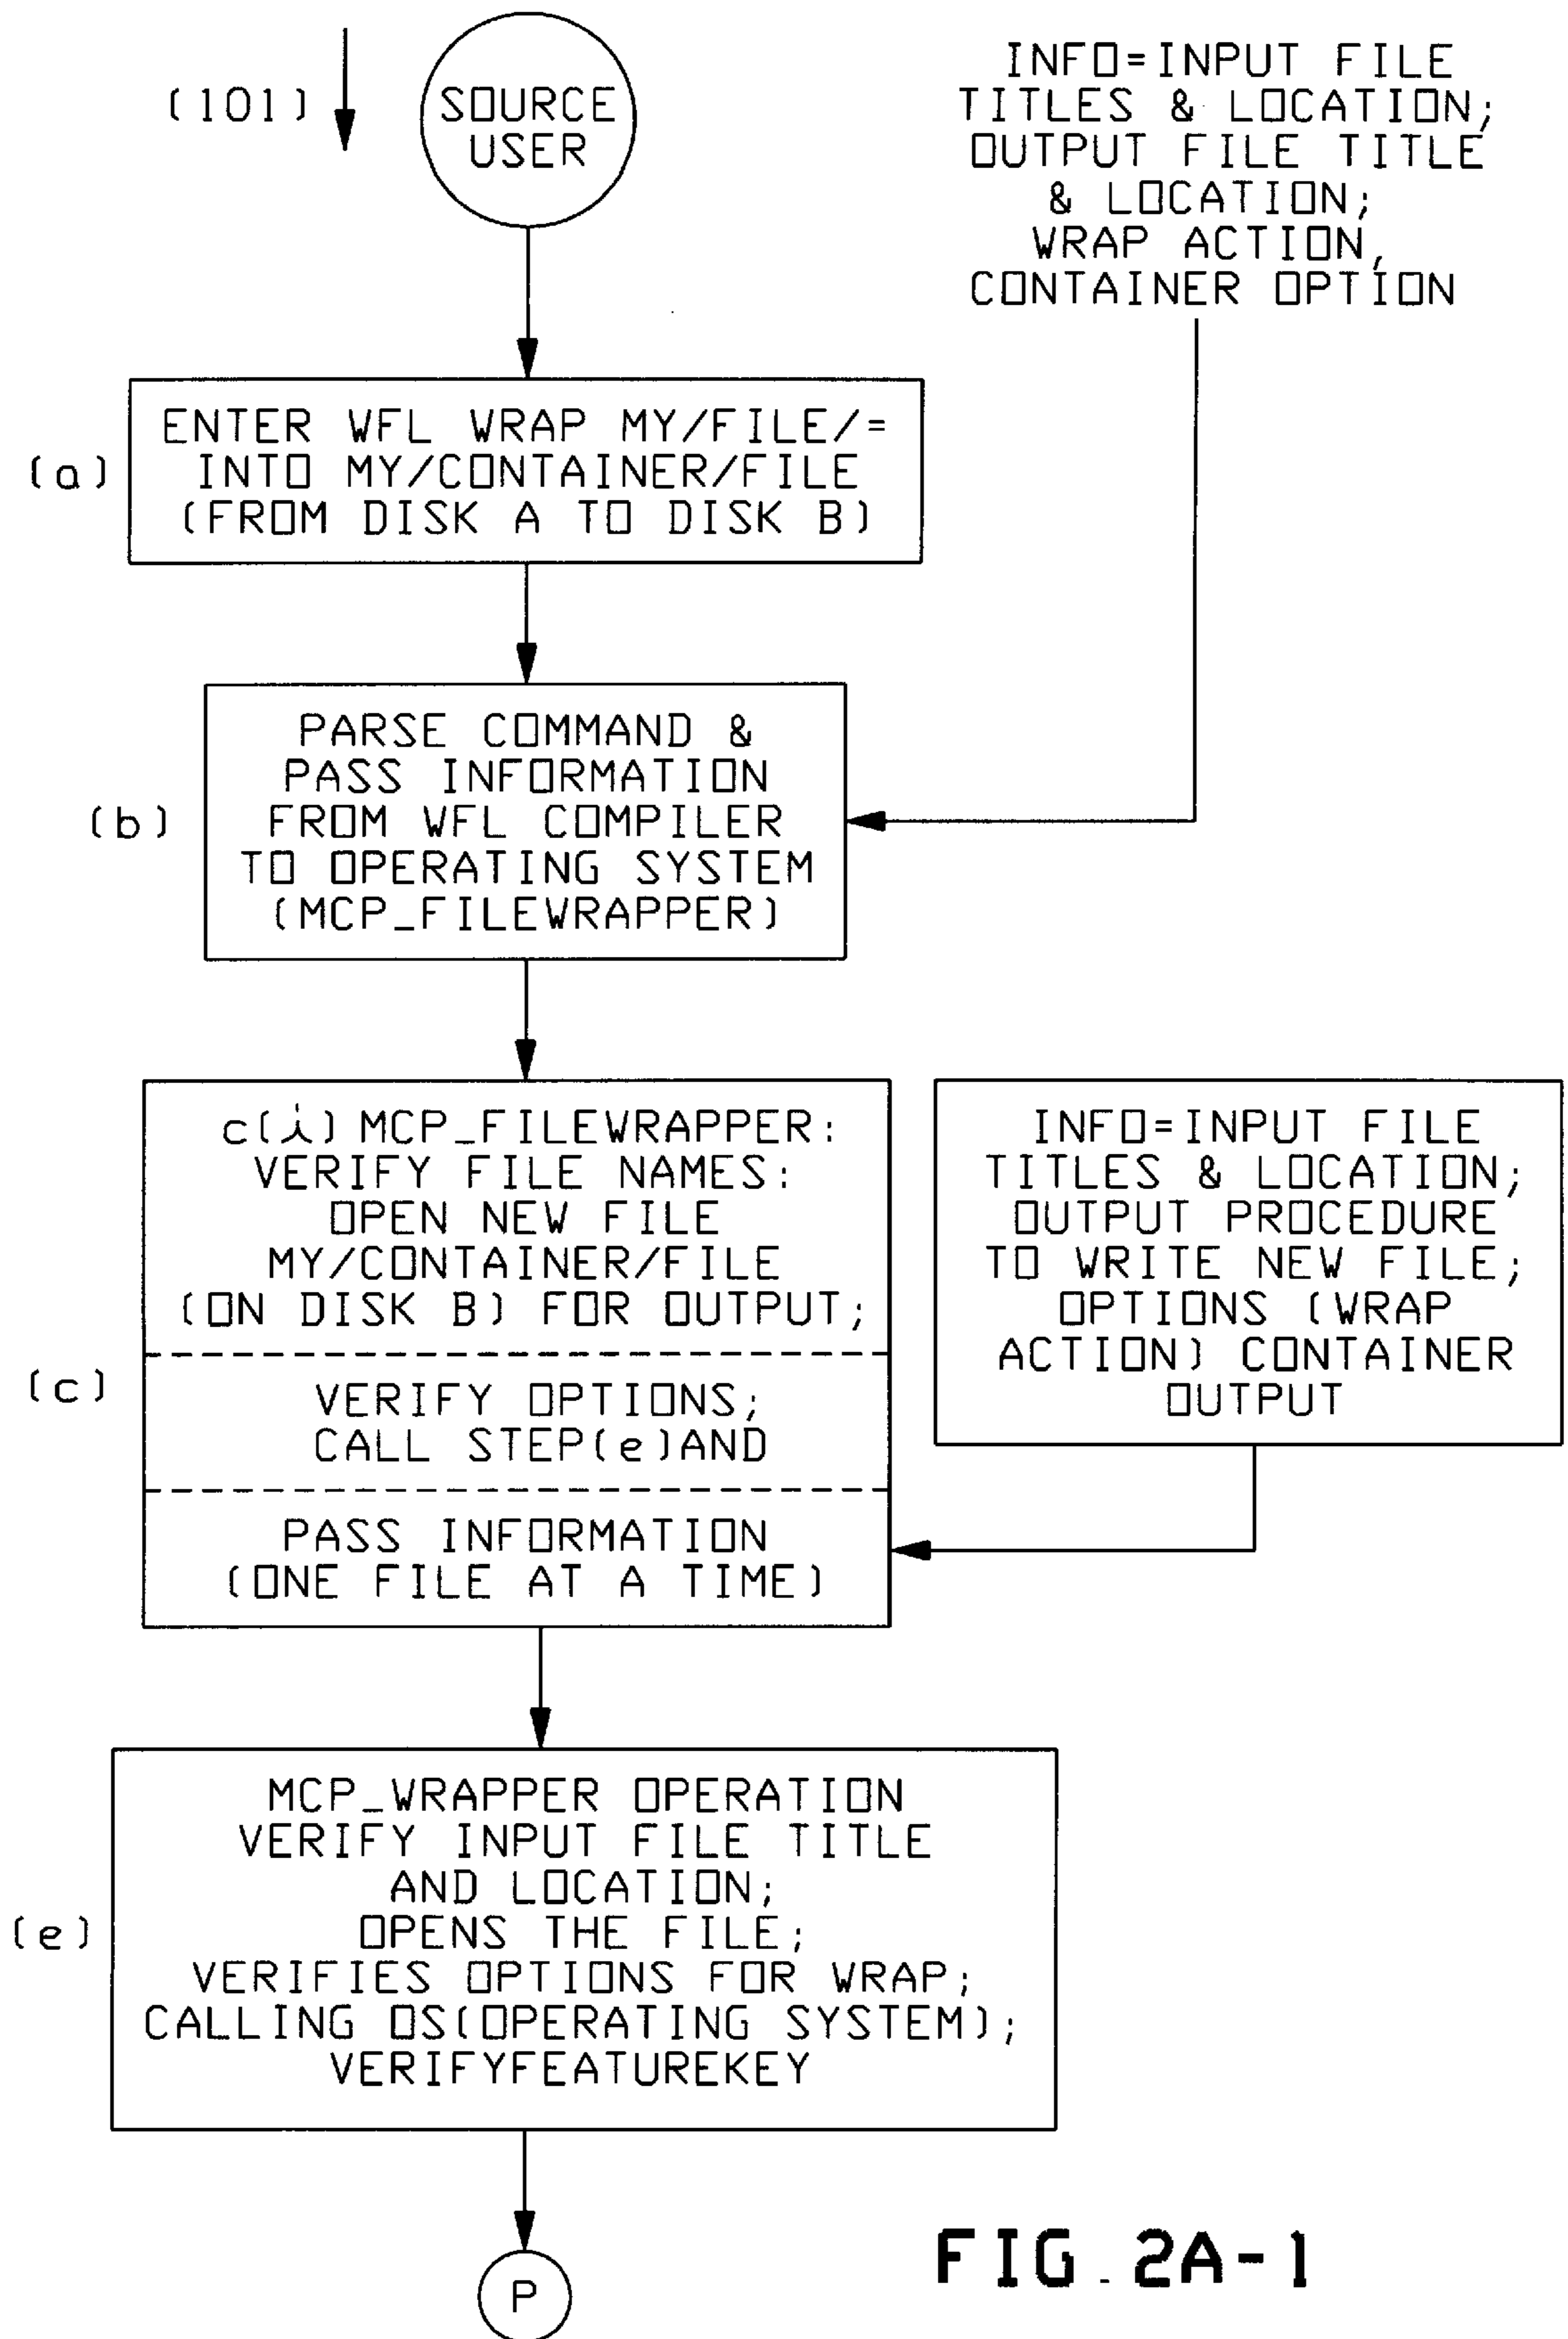 (101)
SOURCE
USER
INFO=INPUT FILE
TITLES & LOCATION;
OUTPUT FILE TITLE
& LOCATION;
WRAP ACTION,
CONTAINER OPTION
(a)
ENTER WFL WRAP MY/FILE/=
INTO MY/CONTAINER/FILE
(FROM DISK A TO DISK B)
(b)
PARSE COMMAND &
PASS INFORMATION
FROM WFL COMPILER
TO OPERATING SYSTEM
(MCP_FILEWRAPPER)
(c)
c(i) MCP_FILEWRAPPER:
VERIFY FILE NAMES:
OPEN NEW FILE
MY/CONTAINER/FILE
(ON DISK B) FOR OUTPUT;
VERIFY OPTIONS;
CALL STEP(e)AND
PASS INFORMATION
(ONE FILE AT A TIME)
INFO=INPUT FILE
TITLES & LOCATION;
OUTPUT PROCEDURE
TO WRITE NEW FILE;
OPTIONS (WRAP
ACTION) CONTAINER
OUTPUT
(e)
MCP_WRAPPER OPERATION
VERIFY INPUT FILE TITLE
AND LOCATION;
OPENS THE FILE;
VERIFIES OPTIONS FOR WRAP;
CALLING OS(OPERATING SYSTEM);
VERIFYFEATUREKEY
P
FIG. 2A-1